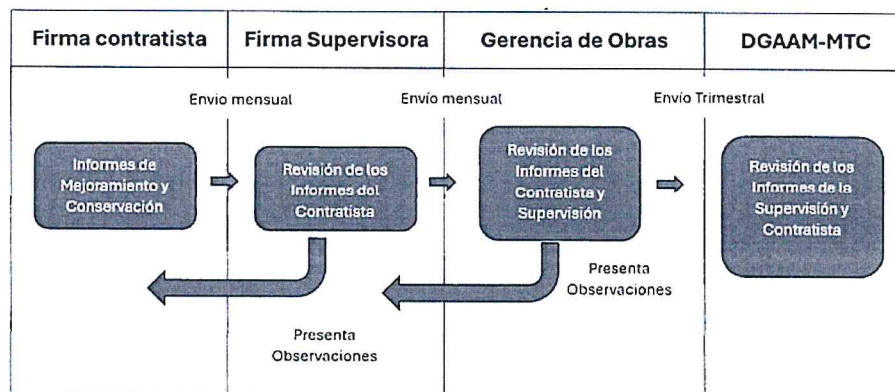 Firma contratista
Firma Supervisora
Gerencia de Obras
DGAAM-MTC
Envio mensual
Envío mensual
Envío Trimestral
Informes de
Mejoramiento y
Conservación
Revisión de los
Informes del
Contratista
Revisión de los
Informes del
Contratista y
Supervisión
Revisión de los
Informes de la
Supervisión y
Contratista
Presenta
Observaciones
Presenta
Observaciones